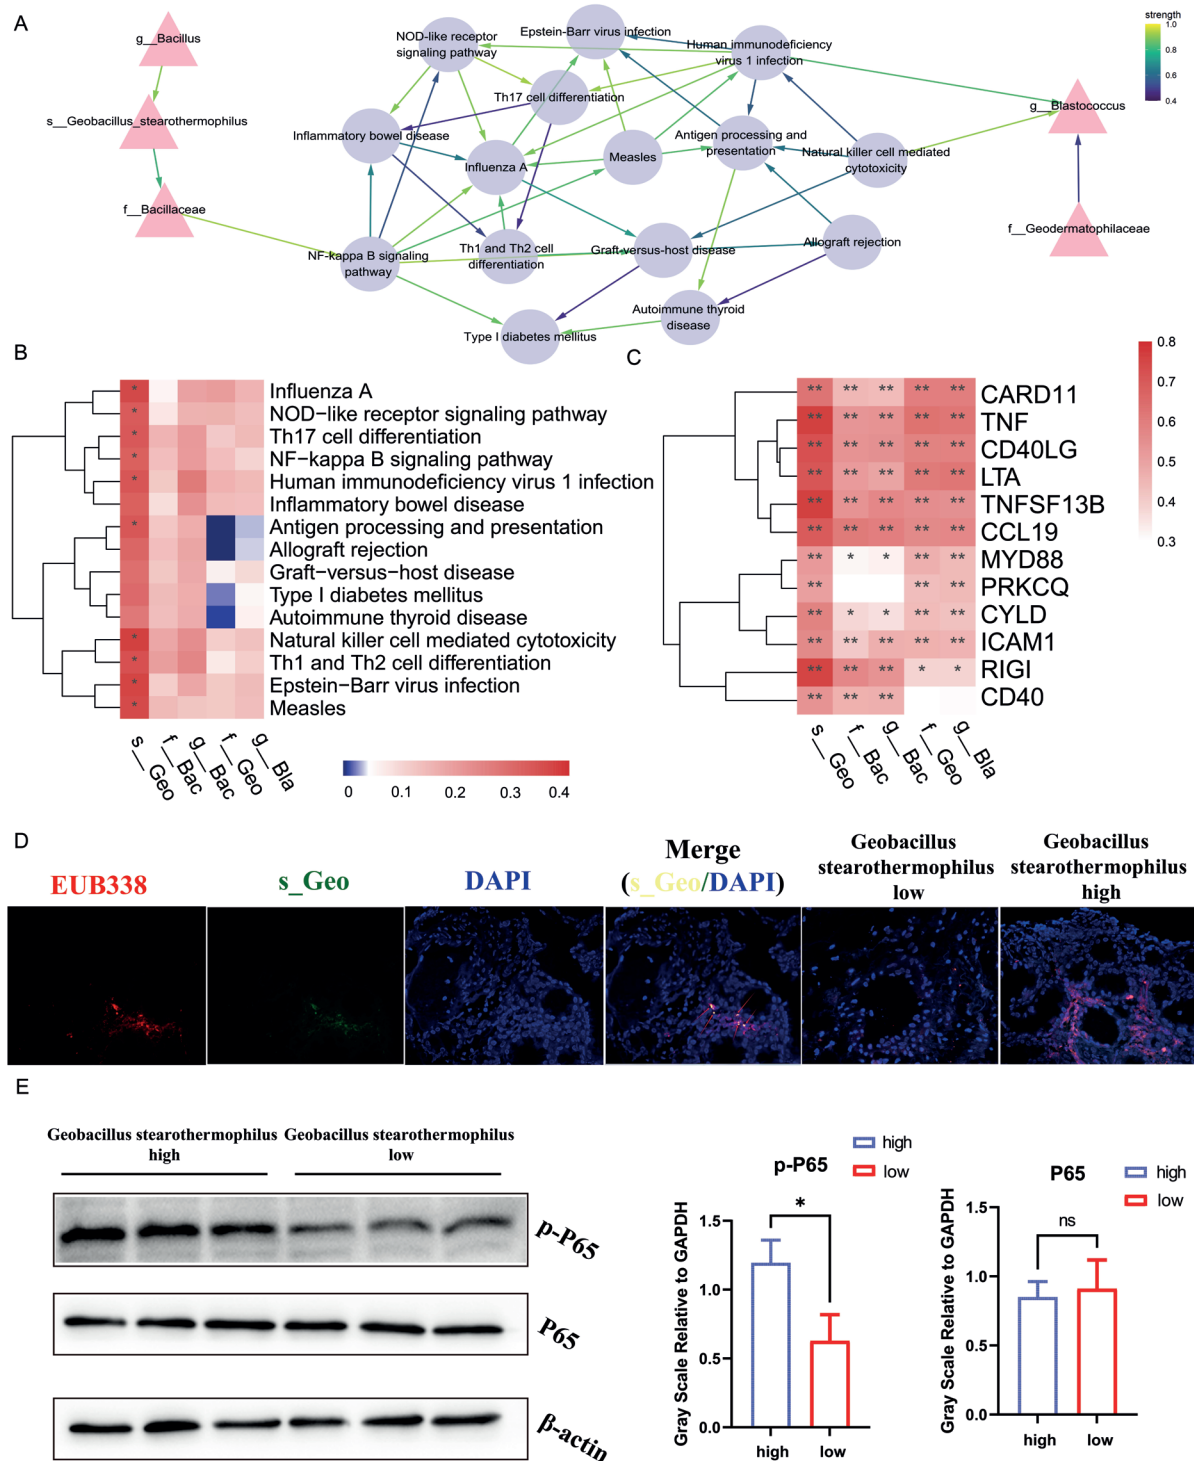 A
strength
1.0
0.8
0.6
0.4
g__Bacillus
s__Geobacillus_stearothermophilus
f__Bacillaceae
NOD-like receptor
signaling pathway
Epstein-Barr virus infection
Human immunodeficiency
virus 1 infection
Th17 cell differentiation
Inflammatory bowel disease
Influenza A
Measles
Antigen processing and
presentation
Natural killer cell mediated
cytotoxicity
g__Blastococcus
f__Geodermatophilaceae
NF-kappa B signaling
pathway
Th1 and Th2 cell
differentiation
Graft-versus-host disease
Allograft rejection
Autoimmune thyroid
disease
Type I diabetes mellitus
B
* Influenza A
* NOD−like receptor signaling pathway
* Th17 cell differentiation
* NF−kappa B signaling pathway
* Human immunodeficiency virus 1 infection
Inflammatory bowel disease
* Antigen processing and presentation
Allograft rejection
Graft−versus−host disease
Type I diabetes mellitus
Autoimmune thyroid disease
* Natural killer cell mediated cytotoxicity
* Th1 and Th2 cell differentiation
* Epstein−Barr virus infection
* Measles
s__Geo
f__Bac
g__Bac
f__Geo
g__Bla
0 0.1 0.2 0.3 0.4
C
** ** ** ** ** CARD11
** ** ** ** ** TNF
** ** ** ** ** CD40LG
** ** ** ** ** LTA
** ** ** ** ** TNFSF13B
** ** ** ** ** CCL19
** * * ** ** MYD88
** ** ** PRKCQ
** * * ** ** CYLD
** ** ** ** ** ICAM1
** ** ** * * RIGI
** ** ** CD40
s__Geo
f__Bac
g__Bac
f__Geo
g__Bla
0.8
0.7
0.6
0.5
0.4
0.3
D
EUB338
s_Geo
DAPI
Merge
(s_Geo/DAPI)
Geobacillus
stearothermophilus
low
Geobacillus
stearothermophilus
high
E
Geobacillus stearothermophilus
high
Geobacillus stearothermophilus
low
p-P65
P65
β-actin
high
low
p-P65
*
Gray Scale Relative to GAPDH
1.5
1.0
0.5
0.0
high low
high
low
P65
ns
Gray Scale Relative to GAPDH
1.5
1.0
0.5
0.0
high low